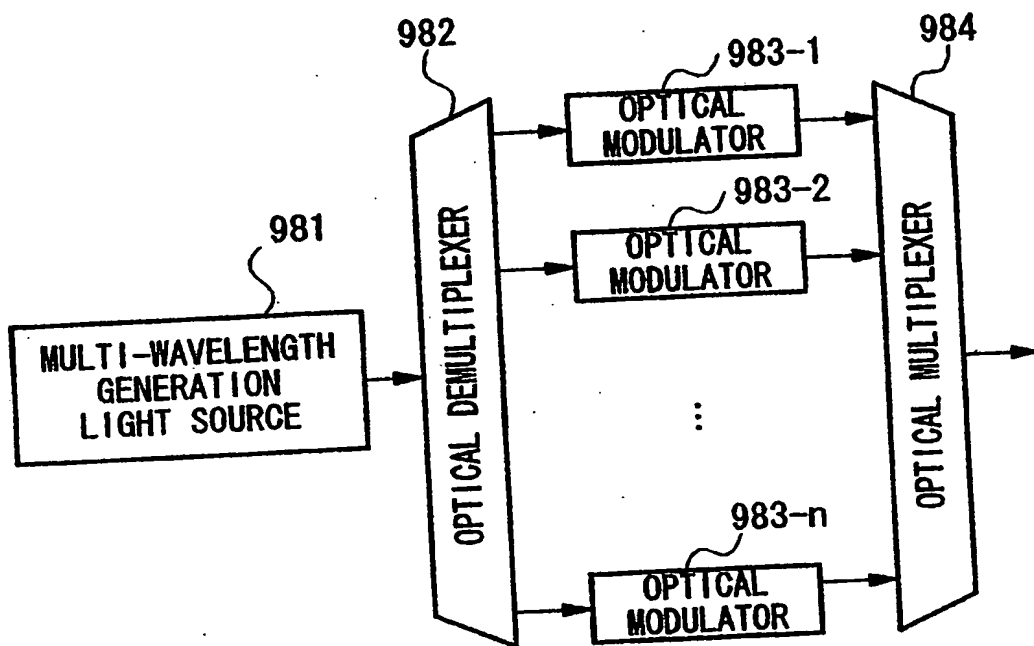 982
983-1
984
OPTICAL
MODULATOR
983-2
OPTICAL
MODULATOR
981
MULTI-WAVELENGTH
GENERATION
LIGHT SOURCE
OPTICAL DEMULTIPLEXER
...
OPTICAL MULTIPLEXER
983-n
OPTICAL
MODULATOR